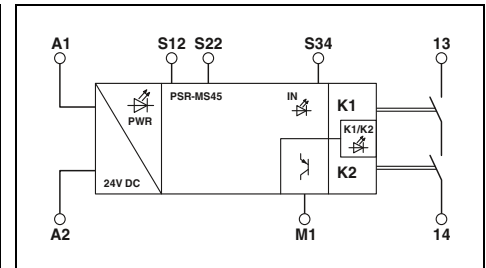 A1 S12 S22 S34 13
PSR-MS45 IN K1
PWR K1/K2
24V DC K2
A2 M1 14